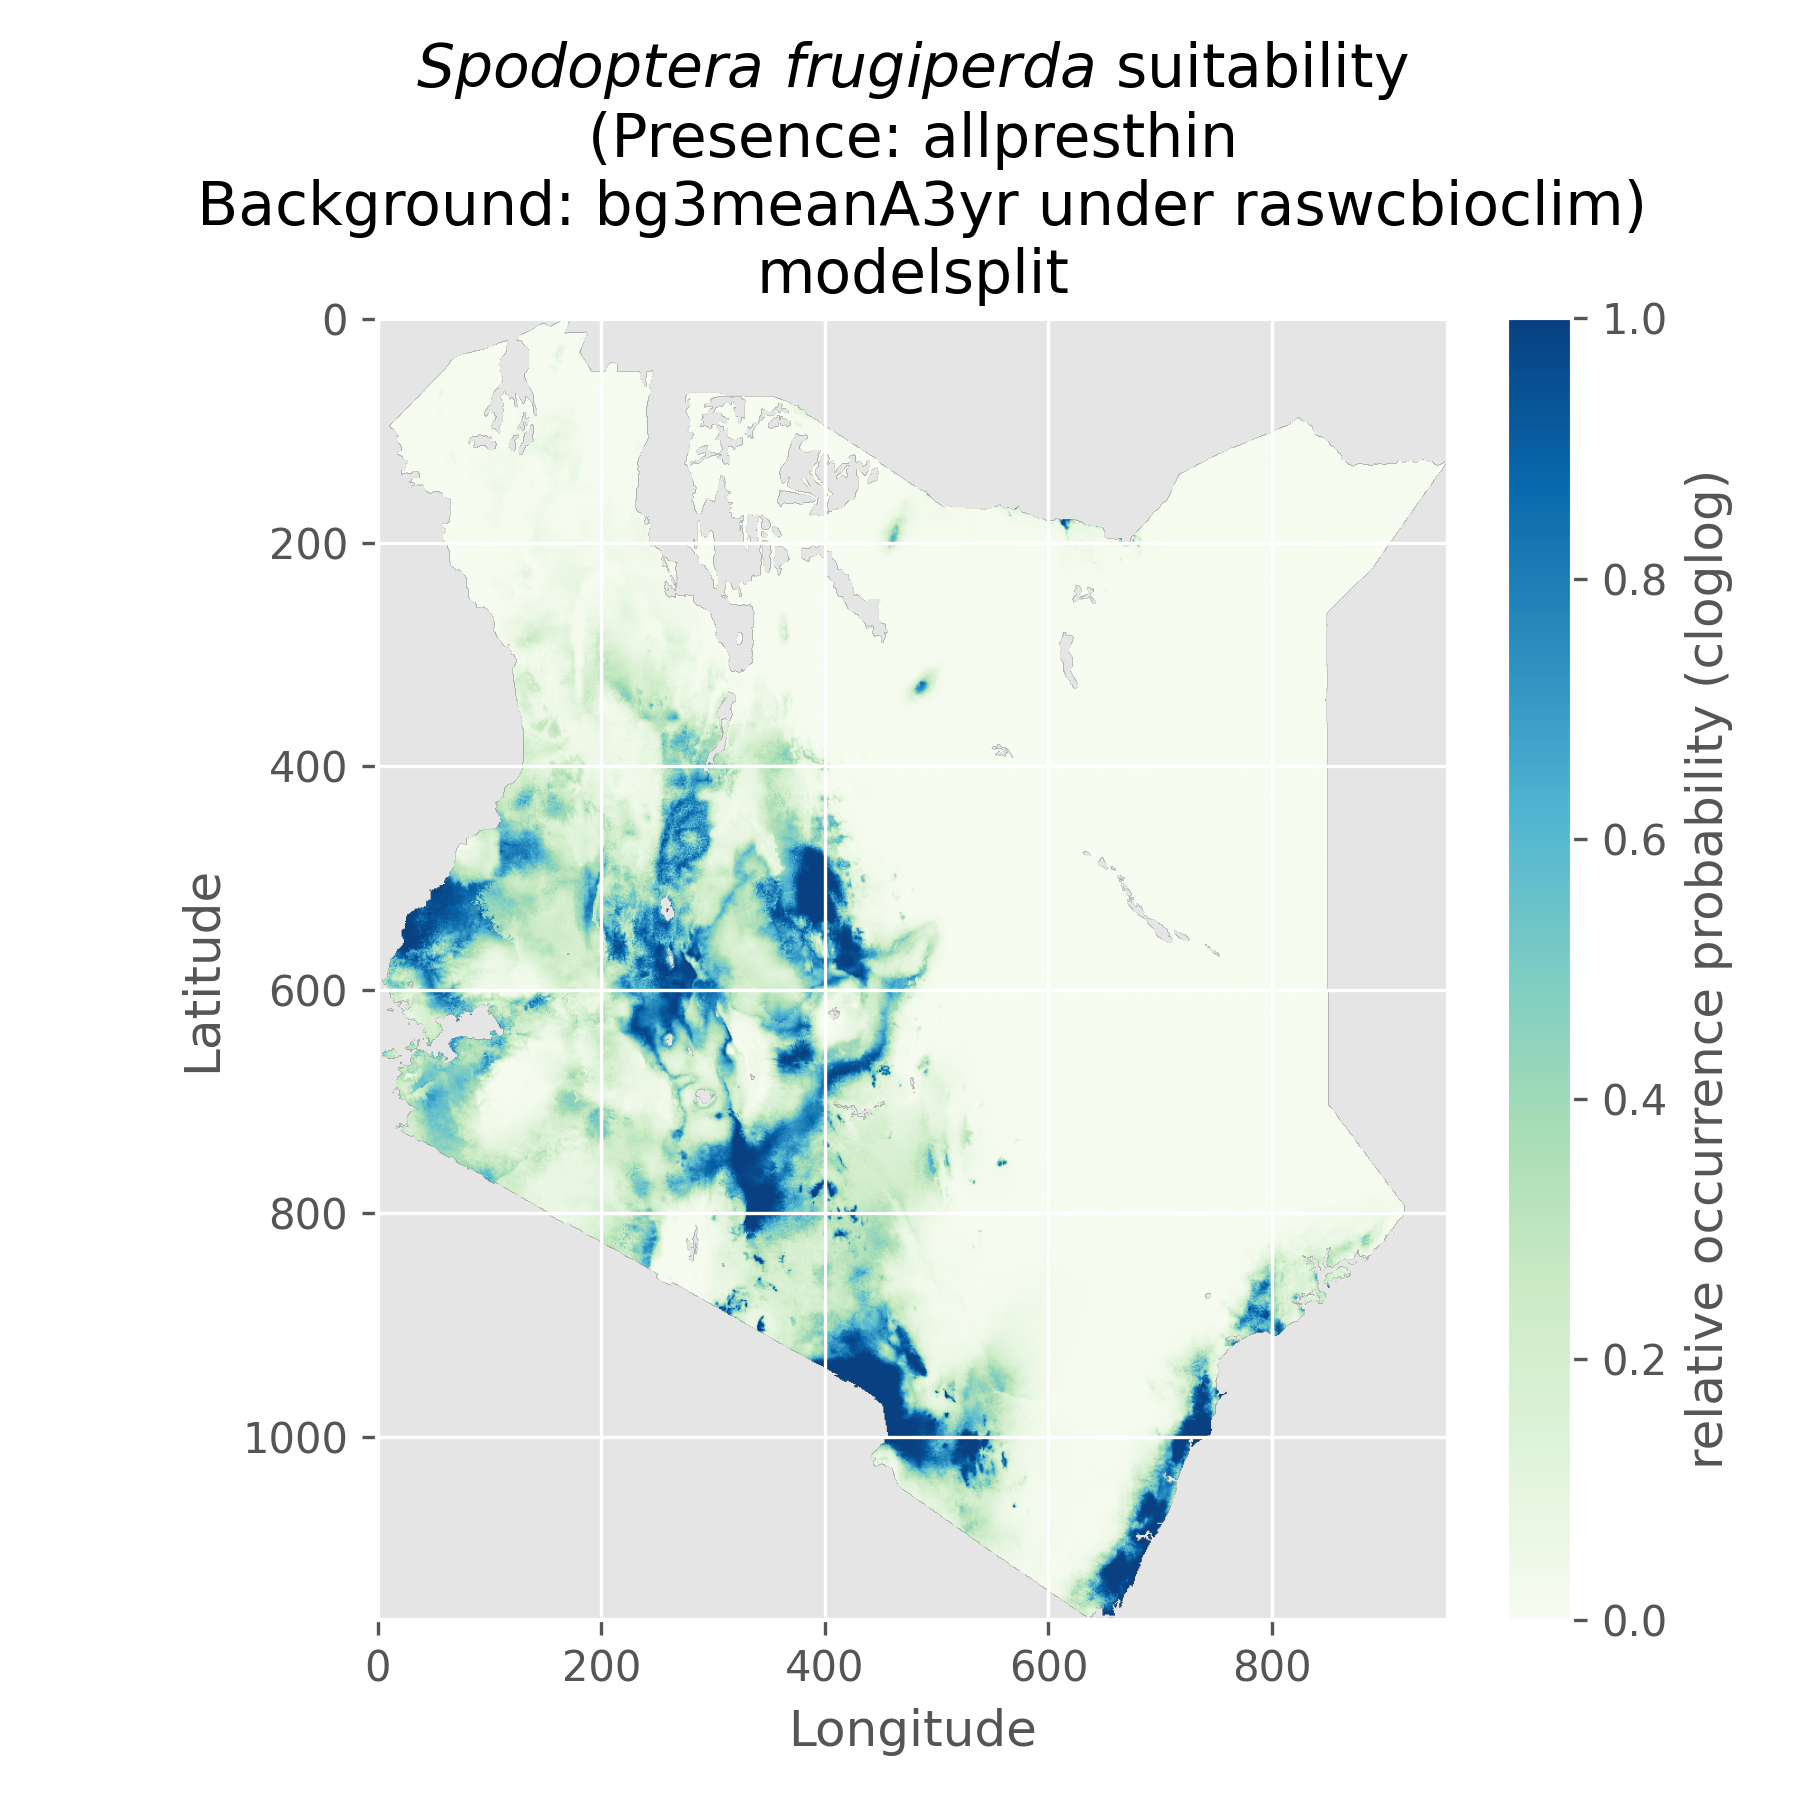 Spodoptera frugiperda suitability
(Presence: allpresthin
Background: bg3meanA3yr under raswcbioclim)
modelsplit
0
200
400
600
800
1000
Latitude
0
200
400
600
800
Longitude
1.0
0.8
0.6
0.4
0.2
0.0
relative occurrence probability (cloglog)